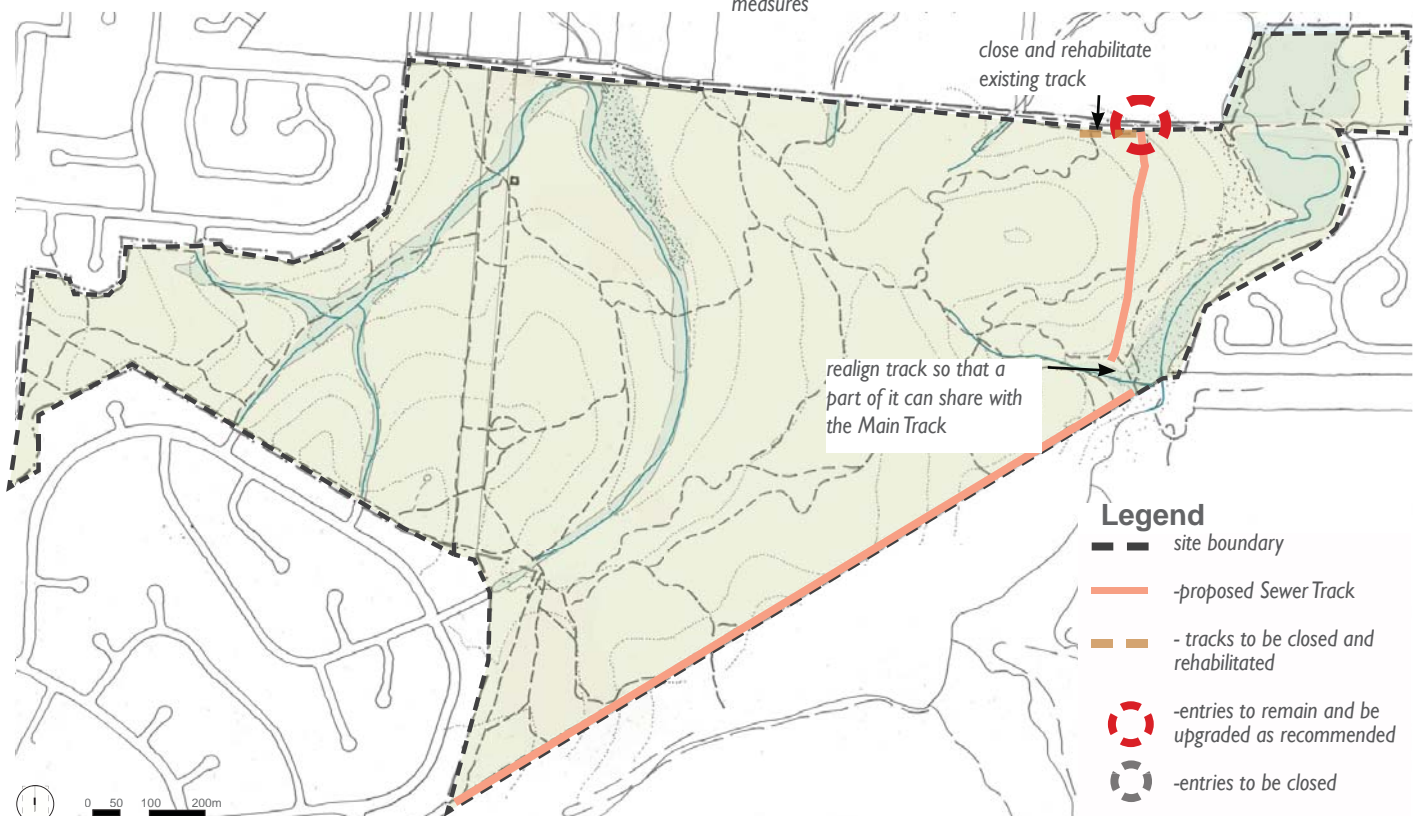 measures
close and rehabilitate
existing track
realign track so that a
part of it can share with
the Main Track
Legend
site boundary
-proposed Sewer Track
- tracks to be closed and
rehabilitated
-entries to remain and be
upgraded as recommended
-entries to be closed
0 50 100 200m